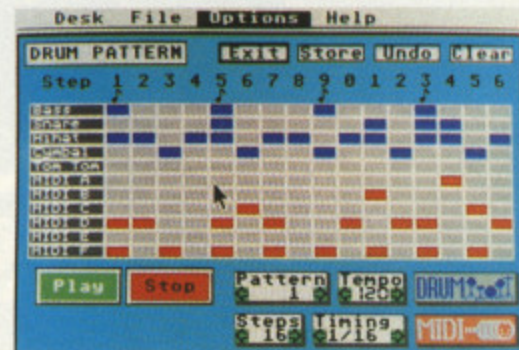 Desk File Options Help
DRUM PATTERN Exit Store Undo Clear
Step 1 2 3 4 5 6 7 8 9 0 1 2 3 4 5 6
Bass
Snare
HiHat
Cymbal
Tom Tom
MIDI A
MIDI B
MIDI C
MIDI D
MIDI E
MIDI F
Play Stop Pattern 1 Tempo 120 DRUM
Steps 16 Timing 1/16 MIDI